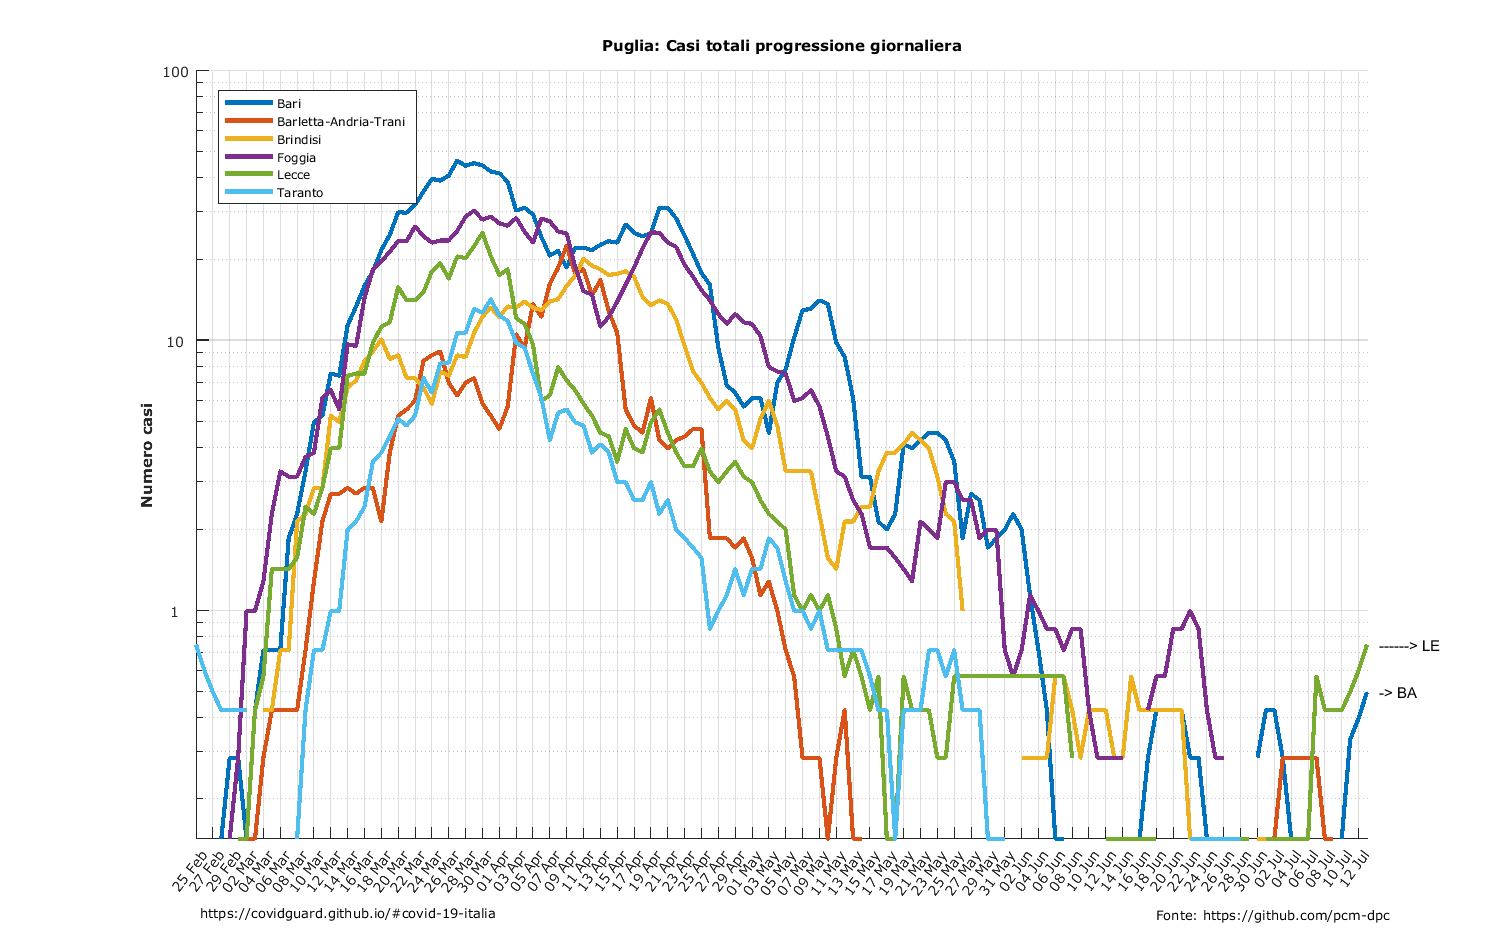 Puglia: Casi totali progressione giornaliera
100
10
1
Numero casi
Bari
Barletta-Andria-Trani
Brindisi
Foggia
Lecce
Taranto
------> LE
-> BA
25 Feb
27 Feb
29 Feb
02 Mar
04 Mar
06 Mar
08 Mar
10 Mar
12 Mar
14 Mar
16 Mar
18 Mar
20 Mar
22 Mar
24 Mar
26 Mar
28 Mar
30 Mar
01 Apr
03 Apr
05 Apr
07 Apr
09 Apr
11 Apr
13 Apr
15 Apr
17 Apr
19 Apr
21 Apr
23 Apr
25 Apr
27 Apr
29 Apr
01 May
03 May
05 May
07 May
09 May
11 May
13 May
15 May
17 May
19 May
21 May
23 May
25 May
27 May
29 May
31 May
02 Jun
04 Jun
06 Jun
08 Jun
10 Jun
12 Jun
14 Jun
16 Jun
18 Jun
20 Jun
22 Jun
24 Jun
26 Jun
28 Jun
30 Jun
02 Jul
04 Jul
06 Jul
08 Jul
10 Jul
12 Jul
https://covidguard.github.io/#covid-19-italia
Fonte: https://github.com/pcm-dpc